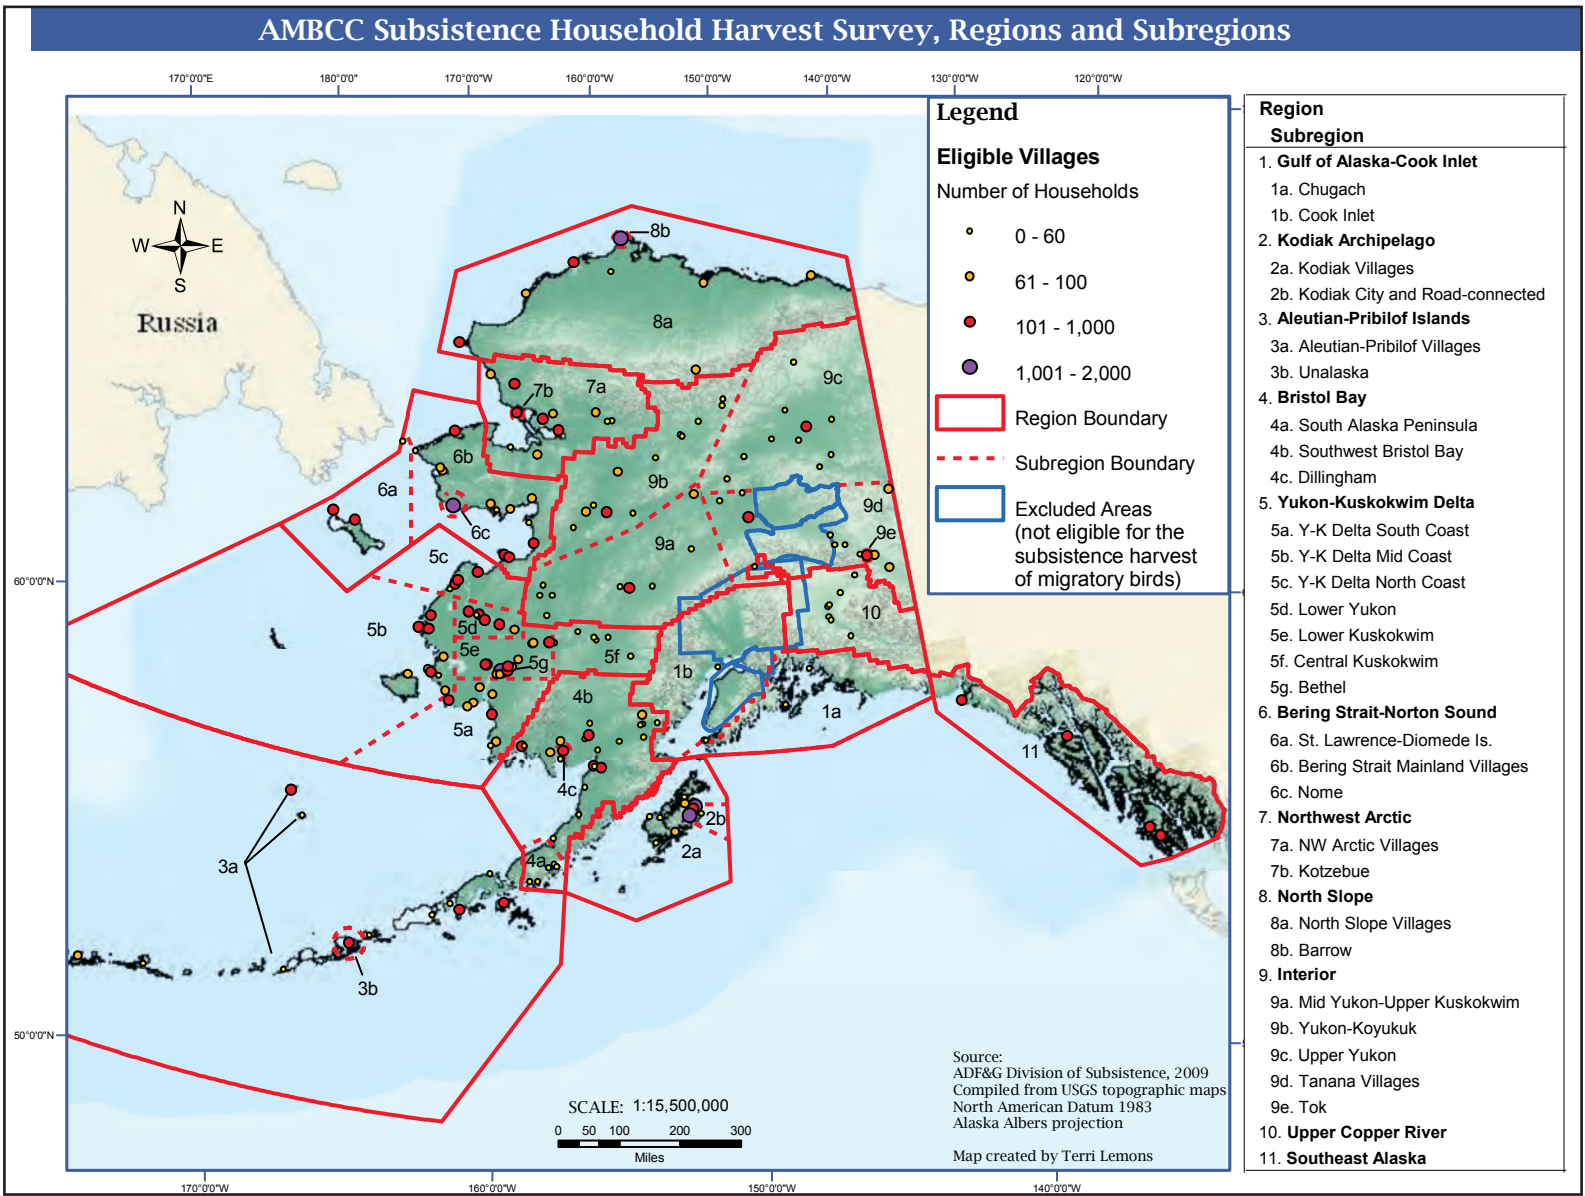 AMBCC Subsistence Household Harvest Survey, Regions and Subregions
170°0'0"E
180°0'0"
170°0'0"W
160°0'0"W
150°0'0"W
140°0'0"W
130°0'0"W
120°0'0"W
Legend
Eligible Villages
Number of Households
0 - 60
61 - 100
101 - 1,000
1,001 - 2,000
Region Boundary
Subregion Boundary
Excluded Areas
(not eligible for the
subsistence harvest
of migratory birds)
N
W
E
S
Russia
8b
8a
7b
7a
9c
6b
6a
6c
9b
9d
9e
9a
5c
5b
5d
5e
5g
5f
10
1b
4b
5a
1a
11
4c
2b
2a
4a
3a
3b
60°0'0"N
50°0'0"N
SCALE: 1:15,500,000
0 50 100 200 300
Miles
Source:
ADF&G Division of Subsistence, 2009
Compiled from USGS topographic maps
North American Datum 1983
Alaska Albers projection
Map created by Terri Lemons
170°0'0"W
160°0'0"W
150°0'0"W
140°0'0"W
Region
Subregion
1. Gulf of Alaska-Cook Inlet
1a. Chugach
1b. Cook Inlet
2. Kodiak Archipelago
2a. Kodiak Villages
2b. Kodiak City and Road-connected
3. Aleutian-Pribilof Islands
3a. Aleutian-Pribilof Villages
3b. Unalaska
4. Bristol Bay
4a. South Alaska Peninsula
4b. Southwest Bristol Bay
4c. Dillingham
5. Yukon-Kuskokwim Delta
5a. Y-K Delta South Coast
5b. Y-K Delta Mid Coast
5c. Y-K Delta North Coast
5d. Lower Yukon
5e. Lower Kuskokwim
5f. Central Kuskokwim
5g. Bethel
6. Bering Strait-Norton Sound
6a. St. Lawrence-Diomede Is.
6b. Bering Strait Mainland Villages
6c. Nome
7. Northwest Arctic
7a. NW Arctic Villages
7b. Kotzebue
8. North Slope
8a. North Slope Villages
8b. Barrow
9. Interior
9a. Mid Yukon-Upper Kuskokwim
9b. Yukon-Koyukuk
9c. Upper Yukon
9d. Tanana Villages
9e. Tok
10. Upper Copper River
11. Southeast Alaska